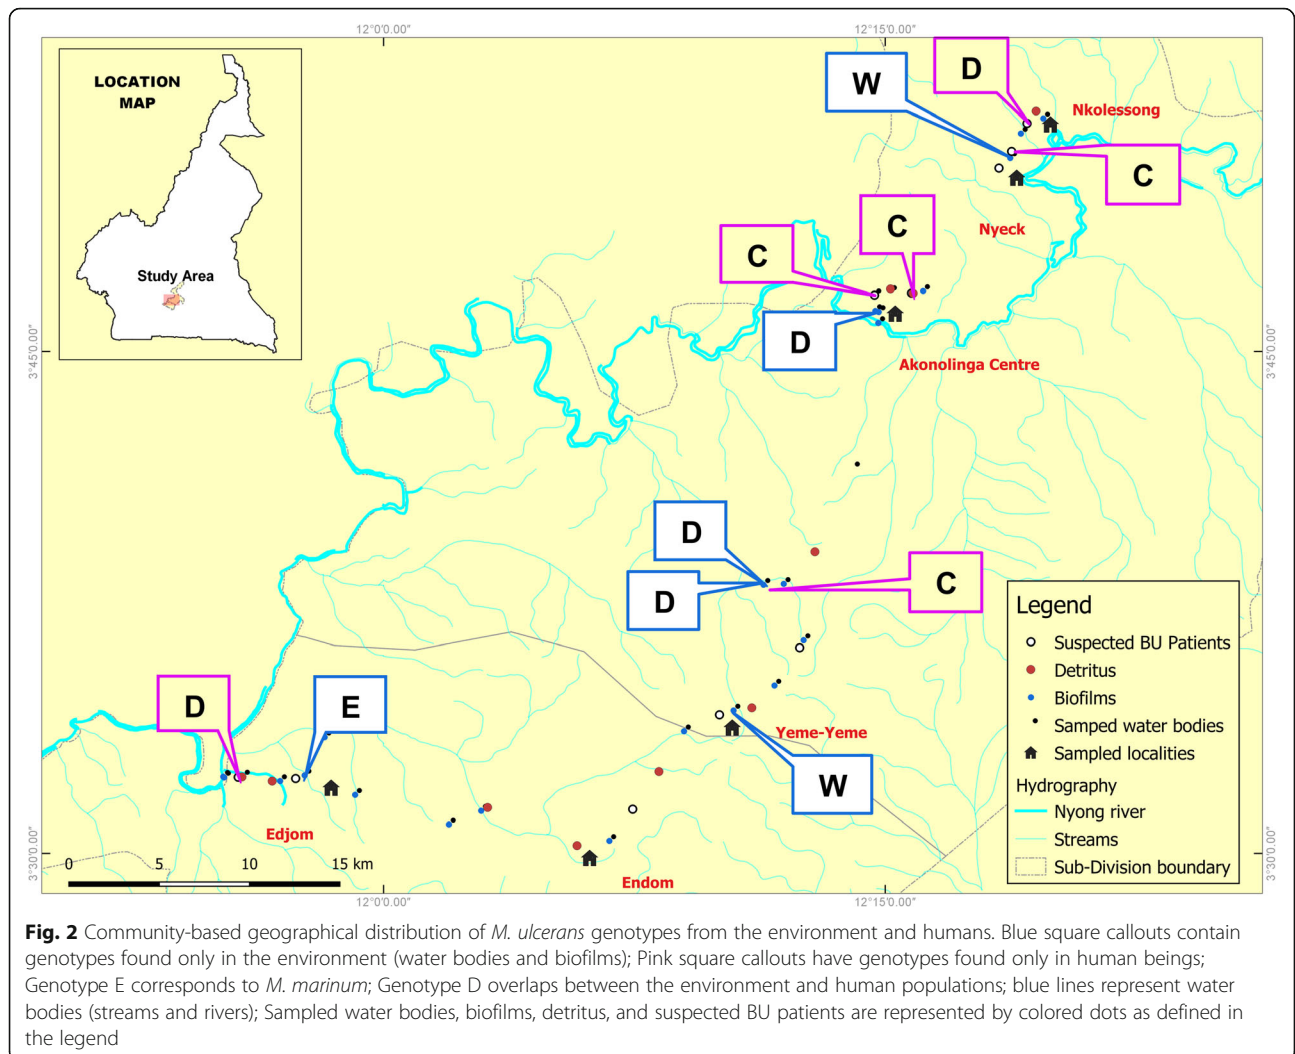 12°0'0.00"
12°15'0.00"
LOCATION
MAP
Study Area
W
D
Nkolessong
C
Nyeck
C
C
D
Akonolinga Centre
3°45'0.00"
3°45'0.00"
D
D
C
D
E
Yeme-Yeme
W
Edjom
Endom
0 5 10 15 km
Legend
Suspected BU Patients
Detritus
Biofilms
Samped water bodies
Sampled localities
Hydrography
Nyong river
Streams
Sub-Division boundary
3°30'0.00"
3°30'0.00"
12°0'0.00"
12°15'0.00"
Fig. 2 Community-based geographical distribution of M. ulcerans genotypes from the environment and humans. Blue square callouts contain
genotypes found only in the environment (water bodies and biofilms); Pink square callouts have genotypes found only in human beings;
Genotype E corresponds to M. marinum; Genotype D overlaps between the environment and human populations; blue lines represent water
bodies (streams and rivers); Sampled water bodies, biofilms, detritus, and suspected BU patients are represented by colored dots as defined in
the legend